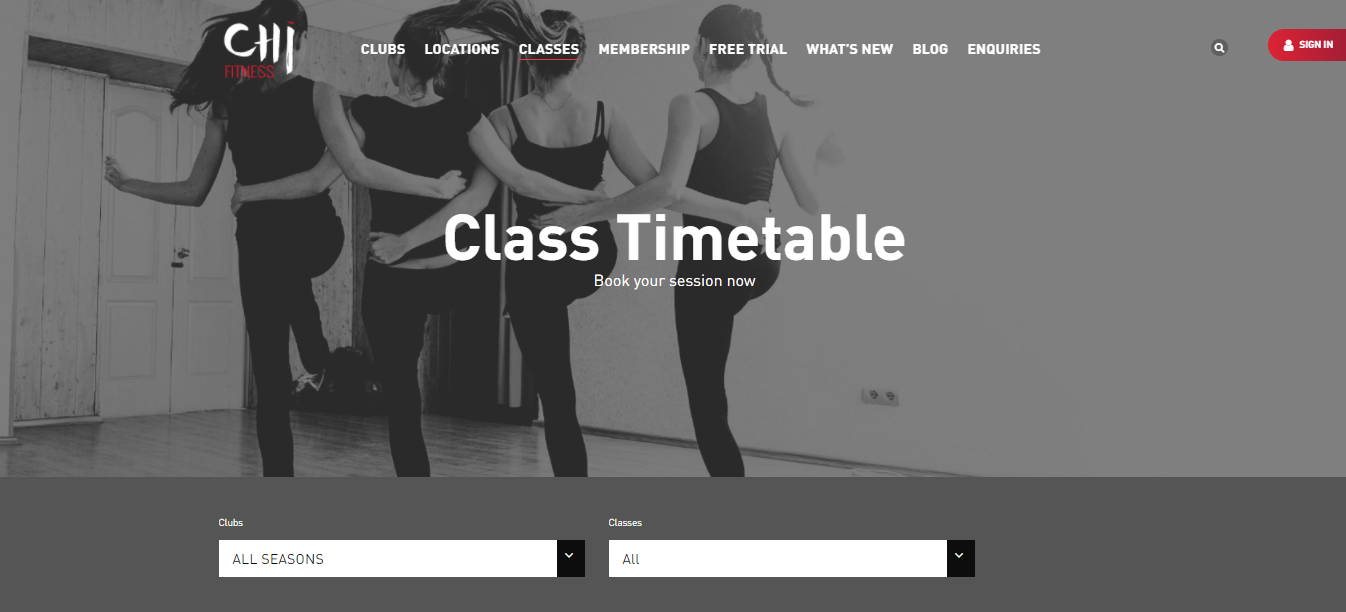 CHi
FITNESS
CLUBS LOCATIONS CLASSES MEMBERSHIP FREE TRIAL WHAT'S NEW BLOG ENQUIRIES
SIGN IN
Class Timetable
Book your session now
Clubs
Classes
ALL SEASONS
All